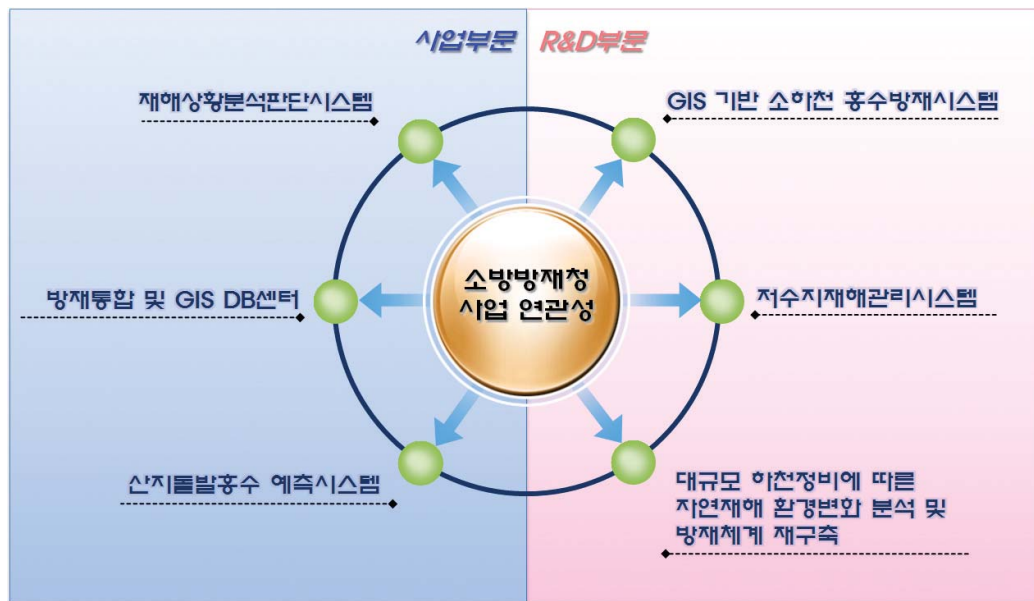 사업부문
R&D부문
재해상황분석판단시스템
GIS 기반 소하천 홍수방재시스템
소방방재청
사업 연관성
방재통합 및 GIS DB센터
저수지재해관리시스템
산지돌발홍수 예측시스템
대규모 하천정비에 따른
자연재해 환경변화 분석 및
방재체계 재구축